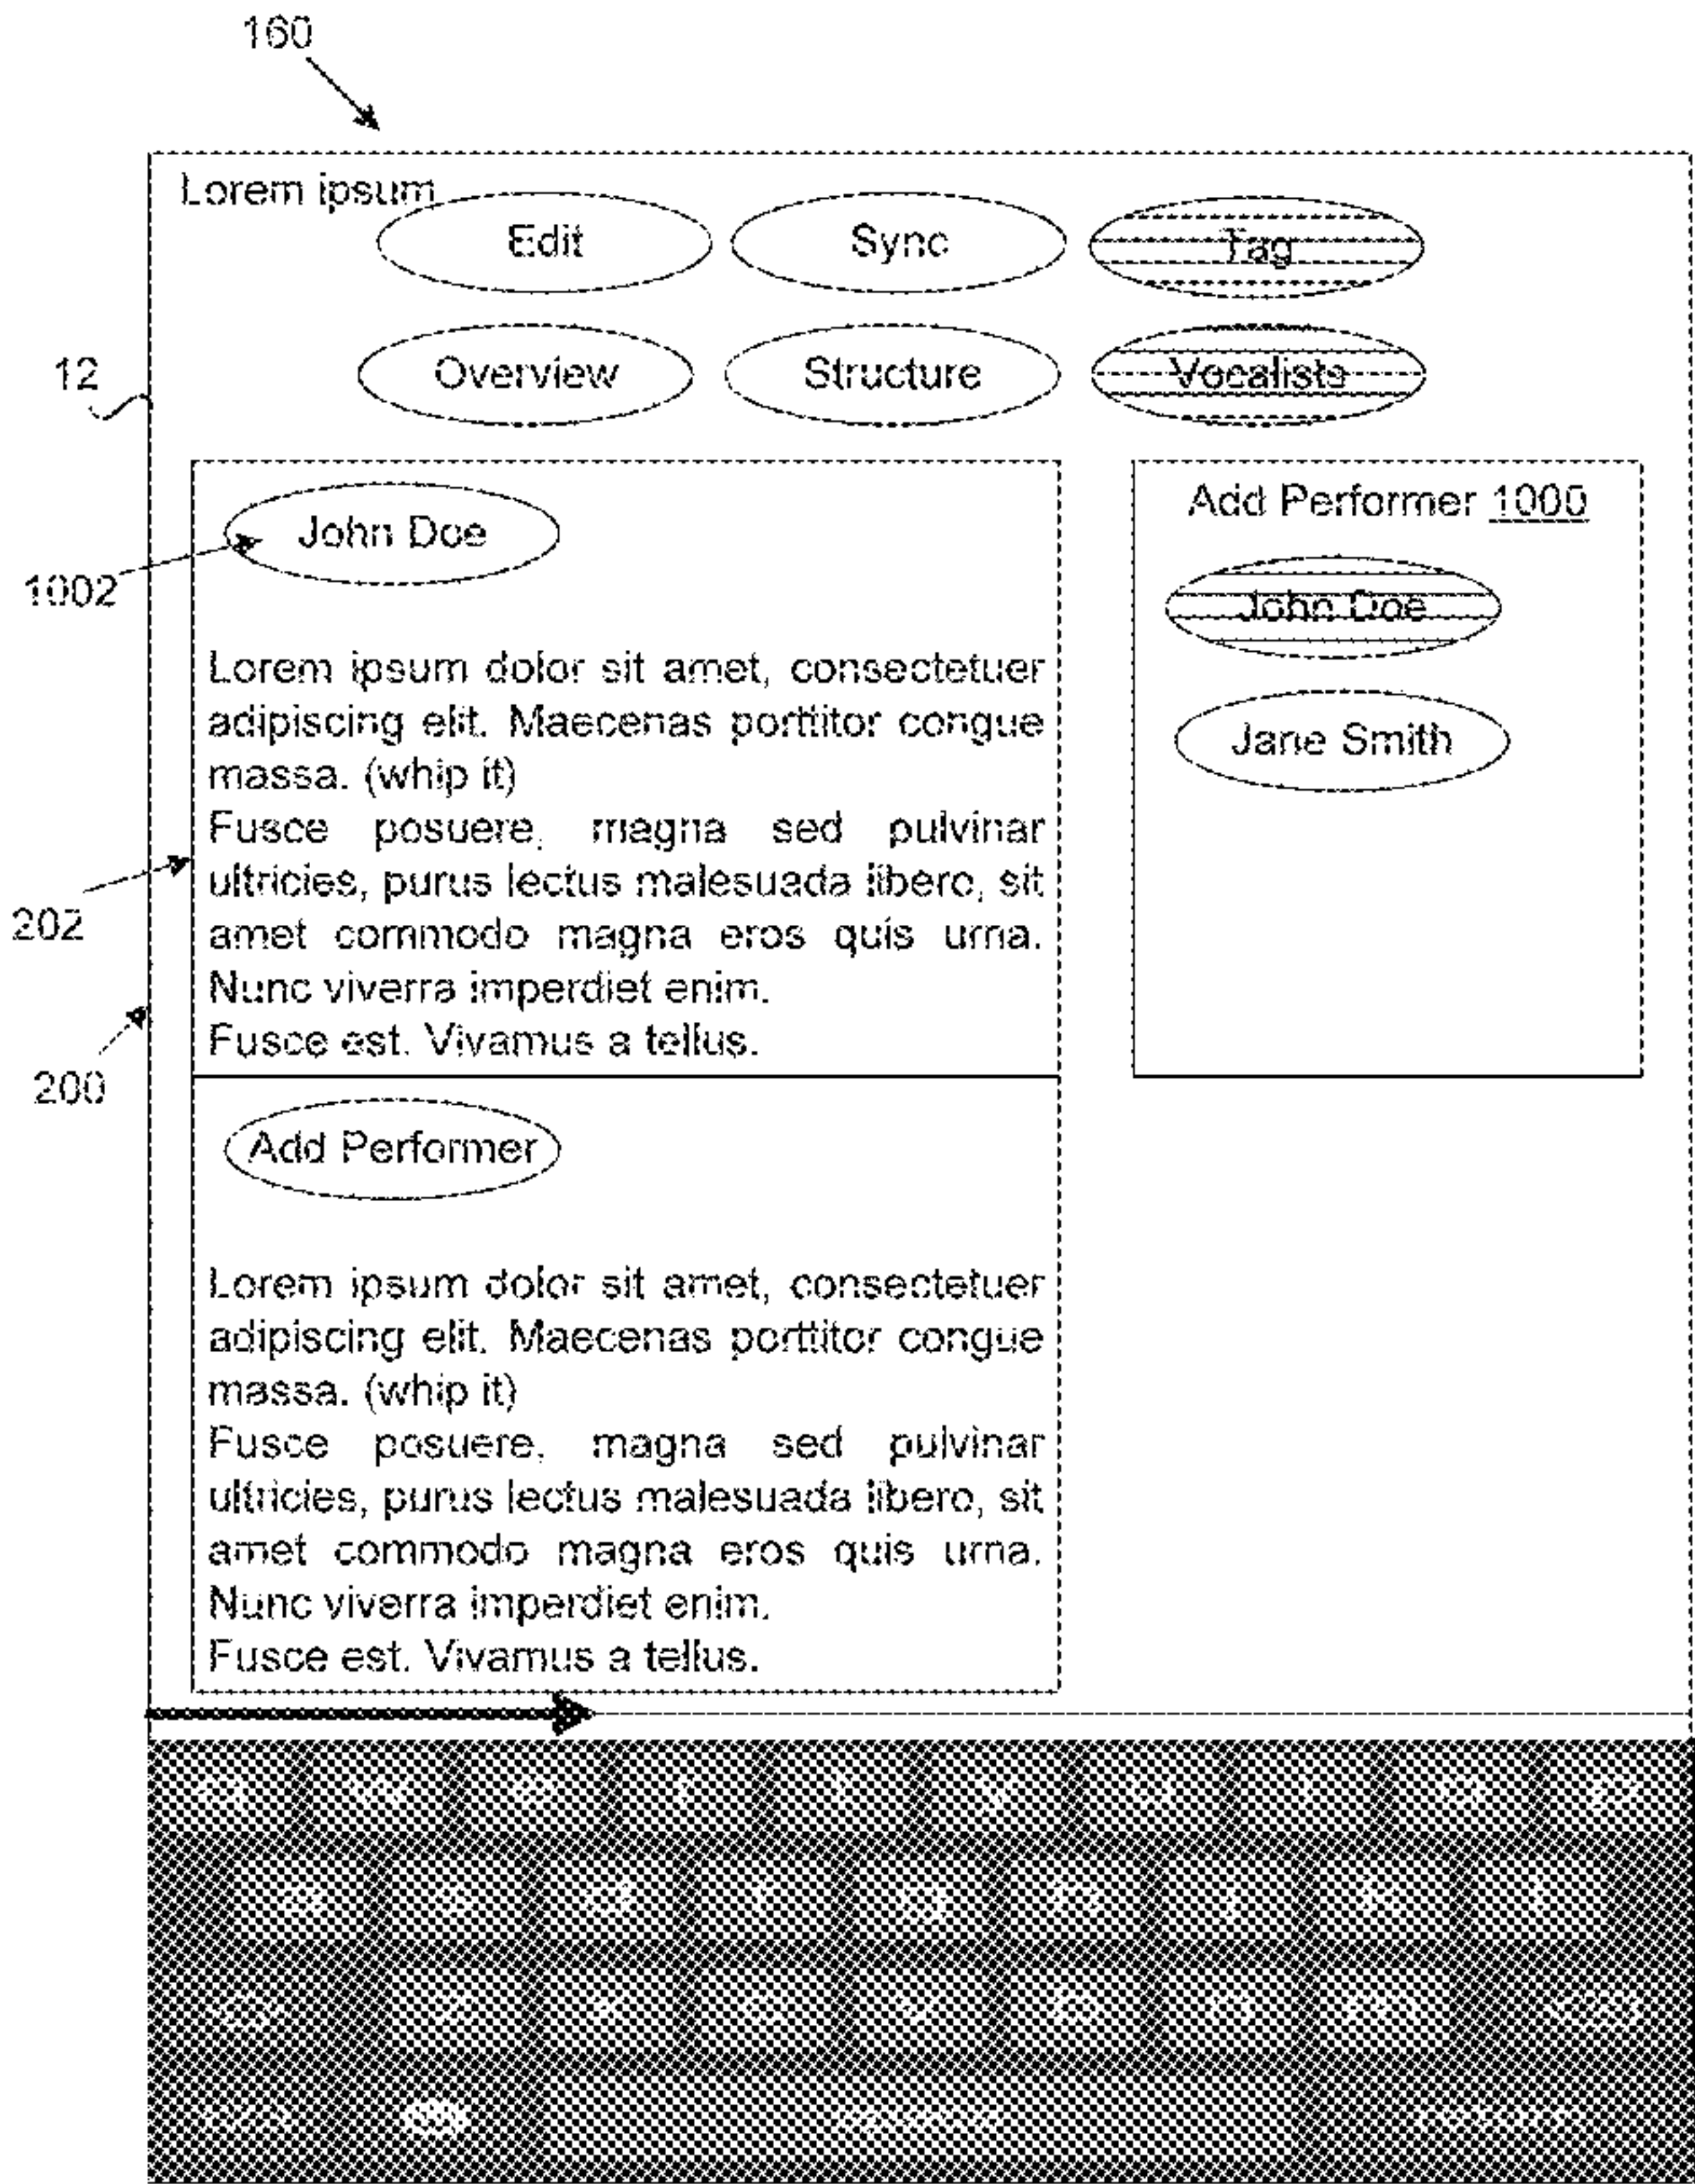 160
Lorem ipsum
Edit Sync Tag
12
Overview Structure Vocalists
John Doe
1002
Lorem ipsum dolor sit amet, consectetuer
adipiscing elit. Maecenas porttitor congue
massa. (whip it)
Fusce posuere, magna sed pulvinar
ultricies, purus lectus malesuada libero, sit
amet commodo magna eros quis urna.
Nunc viverra imperdiet enim.
Fusce est. Vivamus a tellus.
202
200
Add Performer 1000
John Doe
Jane Smith
Add Performer
Lorem ipsum dolor sit amet, consectetuer
adipiscing elit. Maecenas porttitor congue
massa. (whip it)
Fusce posuere, magna sed pulvinar
ultricies, purus lectus malesuada libero, sit
amet commodo magna eros quis urna.
Nunc viverra imperdiet enim.
Fusce est. Vivamus a tellus.